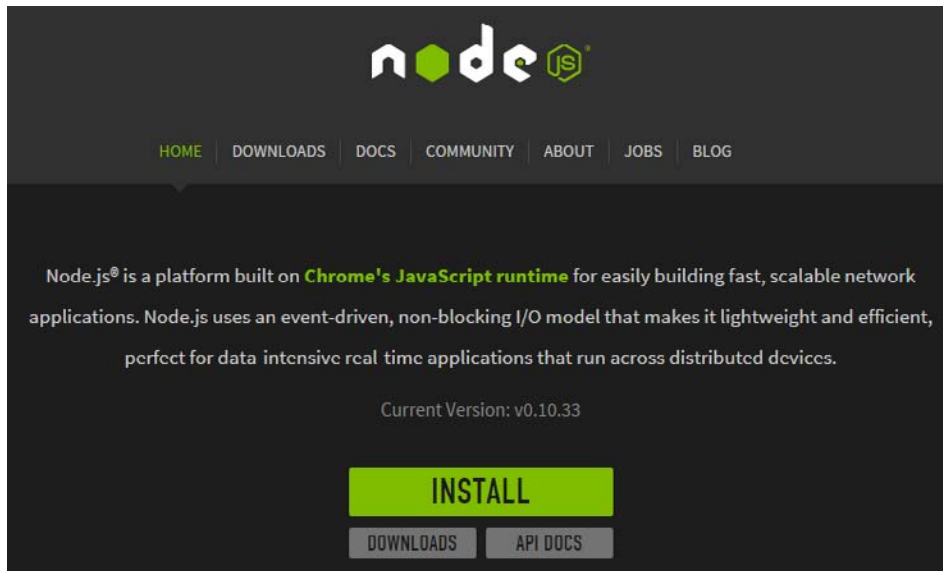 node JS®
HOME DOWNLOADS DOCS COMMUNITY ABOUT JOBS BLOG
Node.js® is a platform built on Chrome's JavaScript runtime for easily building fast, scalable network
applications. Node.js uses an event-driven, non-blocking I/O model that makes it lightweight and efficient,
perfect for data-intensive real-time applications that run across distributed devices.
Current Version: v0.10.33
INSTALL
DOWNLOADS API DOCS